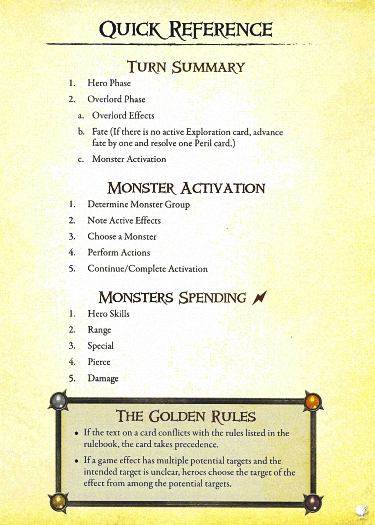 Quick Reference
Turn Summary
1. Hero Phase
2. Overlord Phase
a. Overlord Effects
b. Fate (If there is no active Exploration card, advance
fate by one and resolve one Peril card.)
c. Monster Activation
Monster Activation
1. Determine Monster Group
2. Note Active Effects
3. Choose a Monster
4. Perform Actions
5. Continue/Complete Activation
Monsters Spending
1. Hero Skills
2. Range
3. Special
4. Pierce
5. Damage
The Golden Rules
• If the text on a card conflicts with the rules listed in the
rulebook, the card takes precedence.
• If a game effect has multiple potential targets and the
intended target is unclear, heroes choose the target of the
effect from among the potential targets.